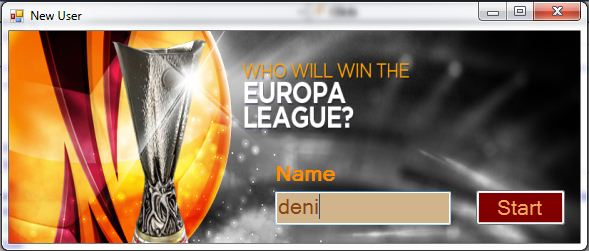 New User
WHO WILL WIN THE
EUROPA
LEAGUE?
Name
deni
Start